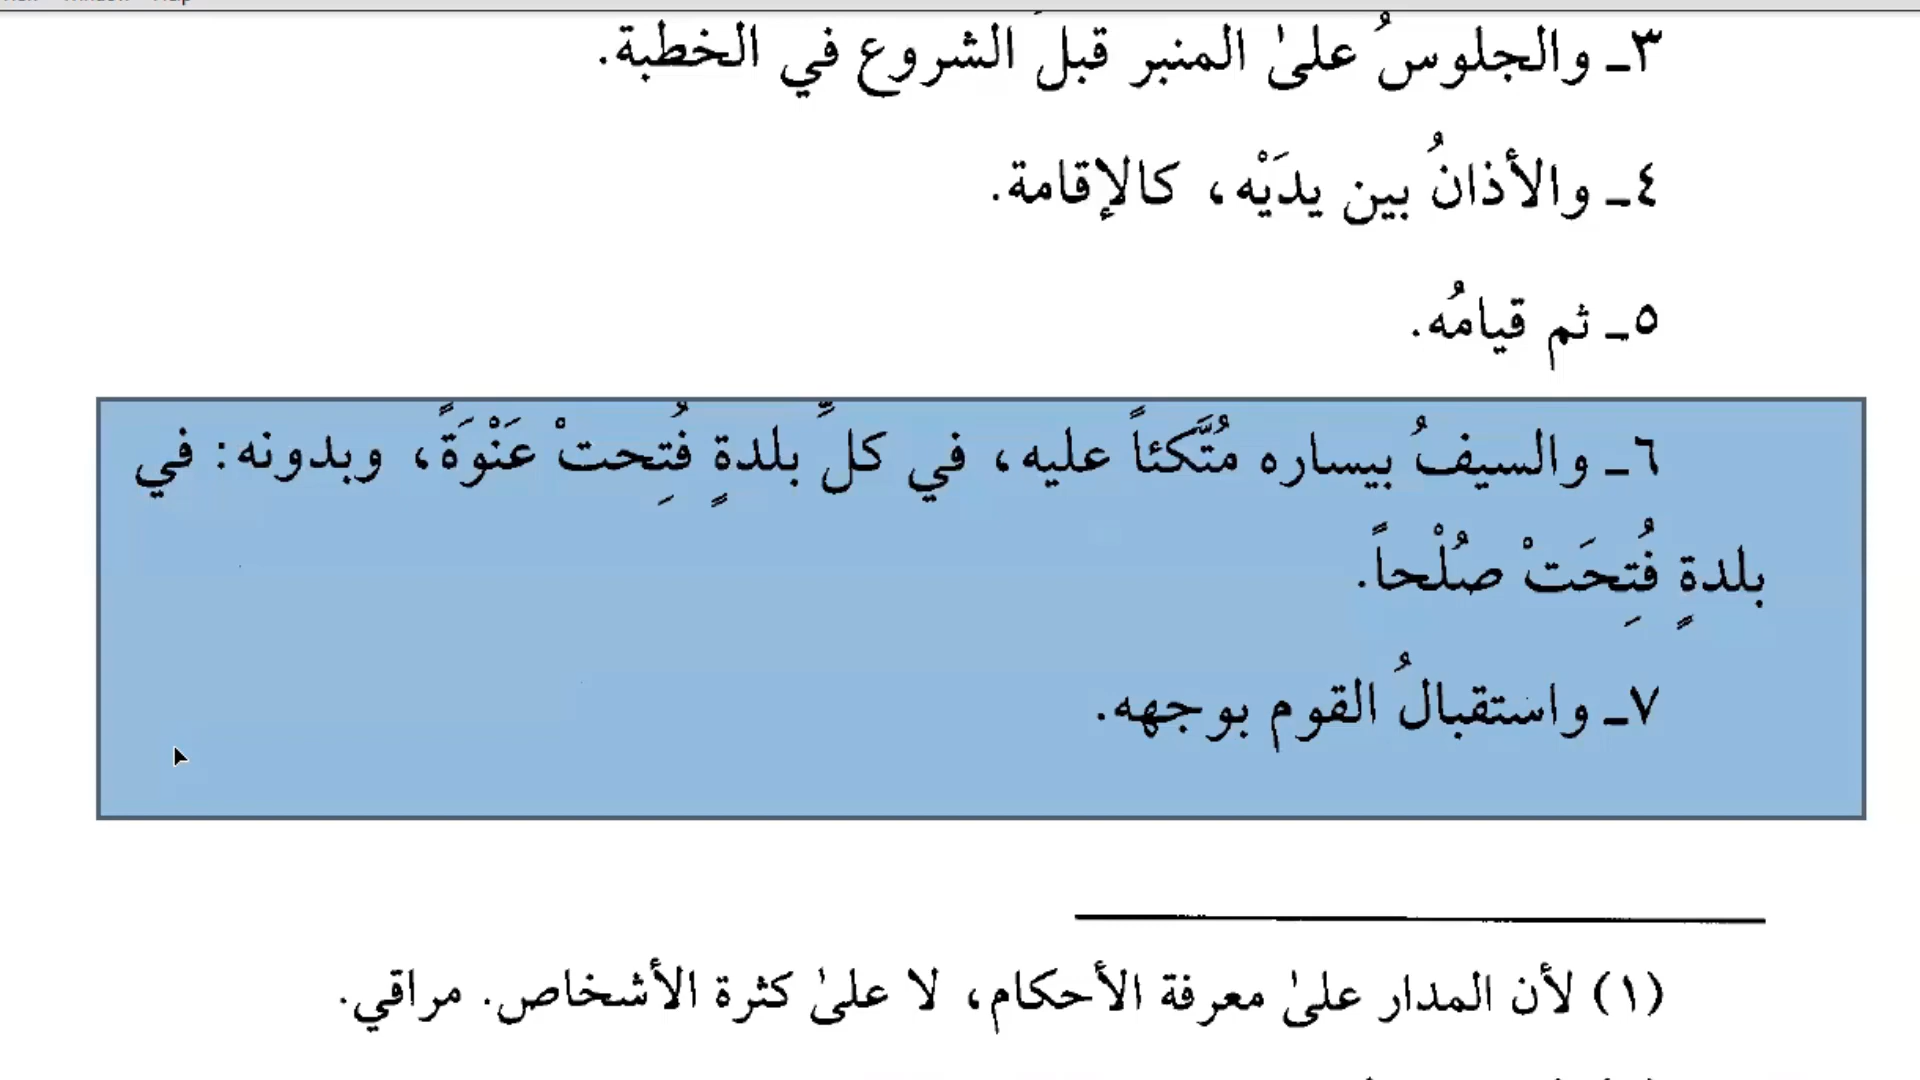 ٣ـ والجلوسُ علىٰ المنبر قبلَ الشروع في الخطبة.
٤ـ والأذانُ بين يدَيْه، كالإقامة.
٥ـ ثم قيامُه.
٦ـ والسيفُ بيساره مُتَّكئاً عليه، في كلِّ بلدةٍ فُتِحتْ عَنْوَةً، وبدونه: في
بلدةٍ فُتِحَتْ صُلْحاً.
٧ـ واستقبالُ القوم بوجهه.
(١) لأن المدار علىٰ معرفة الأحكام، لا علىٰ كثرة الأشخاص. مراقي.